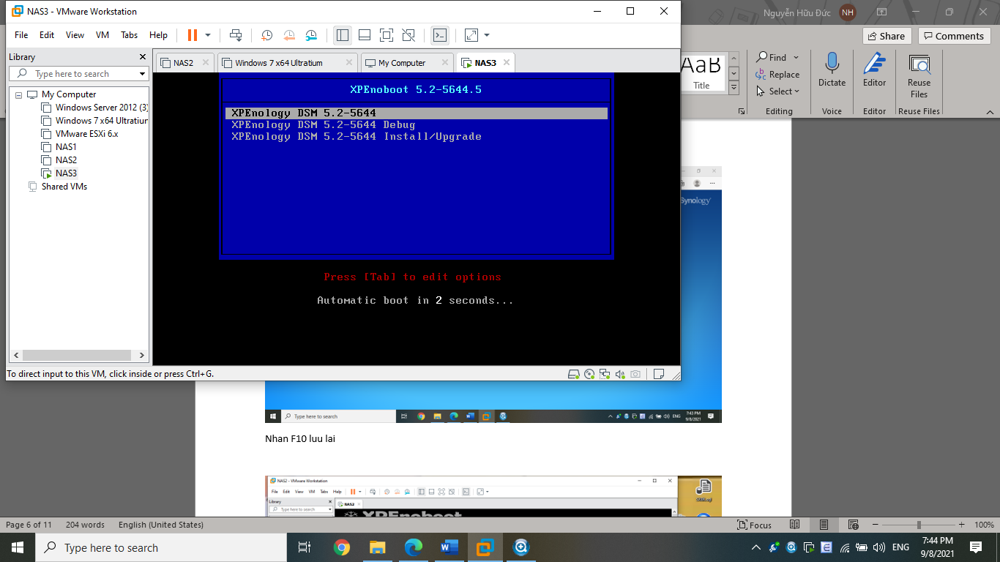 NAS3 - VMware Workstation
Nguyễn Hữu Đức NH
File Edit View VM Tabs Help
Share Comments
Library
Type here to search
NAS2 Windows 7 x64 Ultratium My Computer NAS3
My Computer
Windows Server 2012 (3)
Windows 7 x64 Ultratiun
VMware ESXi 6.x
NAS1
NAS2
NAS3
Shared VMs
XPEnoboot 5.2-5644.5
XPEnology DSM 5.2-5644
XPEnology DSM 5.2-5644 Debug
XPEnology DSM 5.2-5644 Install/Upgrade
Press [Tab] to edit options
Automatic boot in 2 seconds...
To direct input to this VM, click inside or press Ctrl+G.
AaB
Title
Find
Replace
Select
Editing
Dictate
Voice
Editor
Editor
Reuse
Files
Reuse Files
Synology
Type here to search
ENG
7:43 PM
9/8/2021
Nhan F10 luu lai
NAS2 - VMware Workstation
File Edit View VM Tabs Help
Library
Type here to search
NAS2
XPEnoboot
Page 6 of 11 204 words English (United States)
Focus
100%
Type here to search
ENG
7:44 PM
9/8/2021